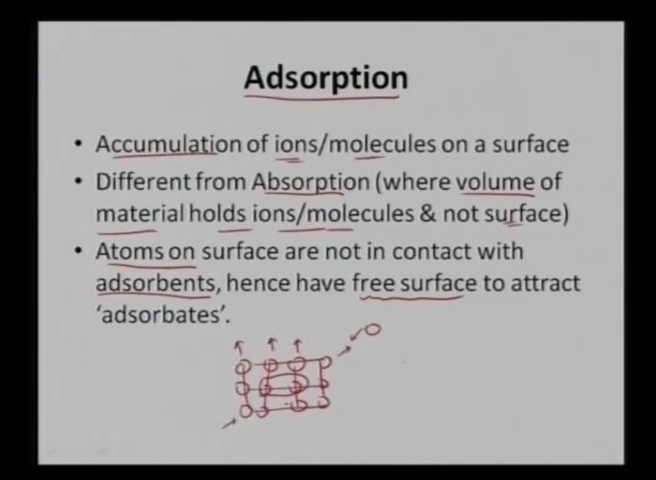 Adsorption
• Accumulation of ions/molecules on a surface
• Different from Absorption (where volume of
material holds ions/molecules & not surface)
• Atoms on surface are not in contact with
adsorbents, hence have free surface to attract
'adsorbates'.